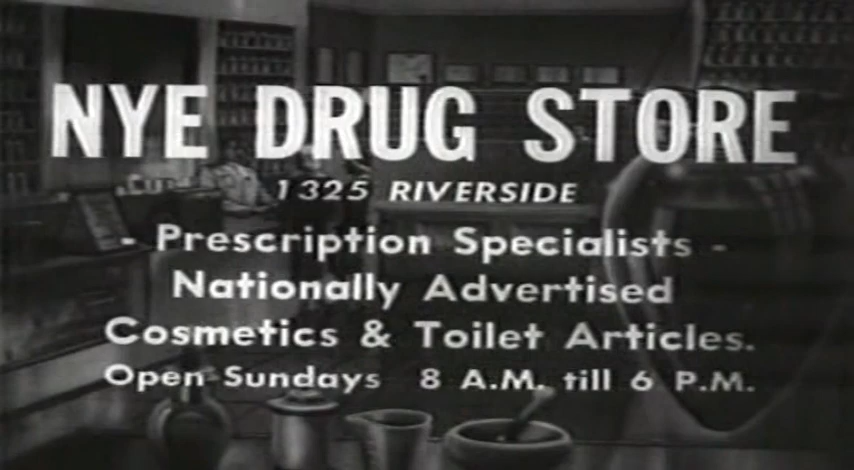 NYE DRUG STORE
1325 RIVERSIDE
- Prescription Specialists -
Nationally Advertised
Cosmetics & Toilet Articles.
Open Sundays 8 A.M. till 6 P.M.